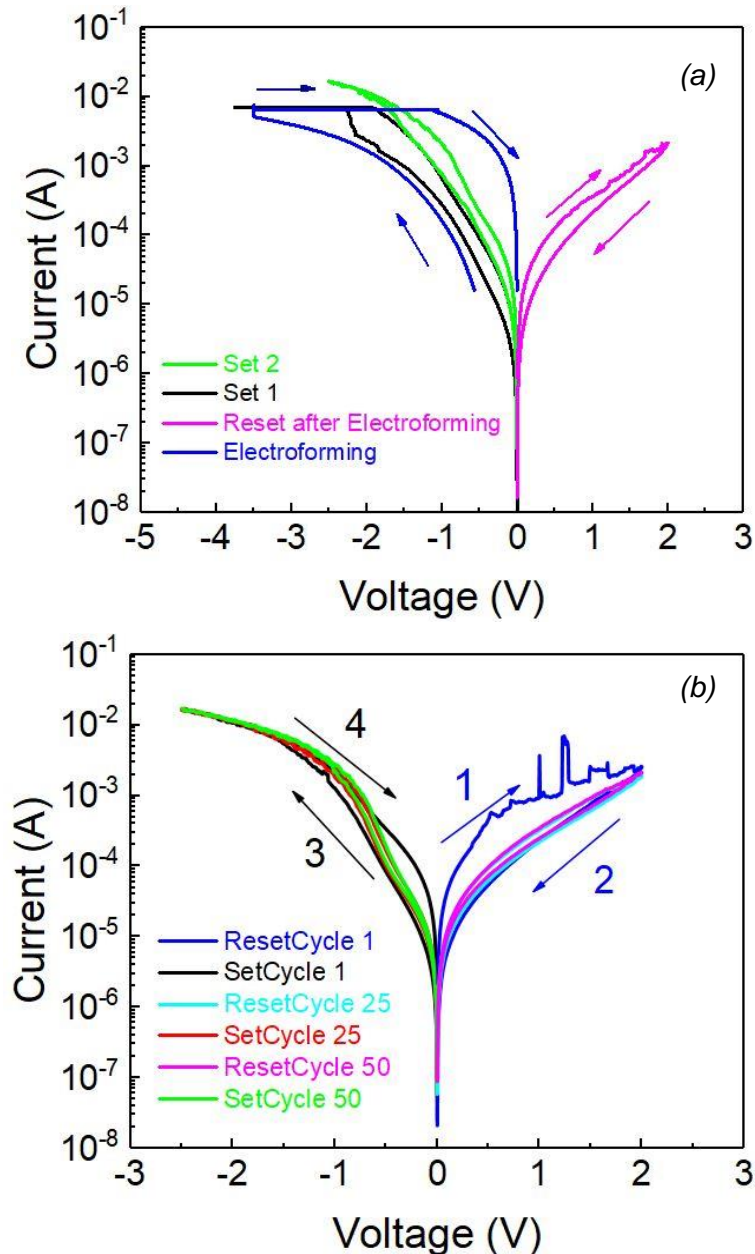 (a)
10⁻¹
10⁻²
10⁻³
10⁻⁴
10⁻⁵
10⁻⁶
10⁻⁷
10⁻⁸
Current (A)
Set 2
Set 1
Reset after Electroforming
Electroforming
-5 -4 -3 -2 -1 0 1 2 3
Voltage (V)
(b)
10⁻¹
10⁻²
10⁻³
10⁻⁴
10⁻⁵
10⁻⁶
10⁻⁷
10⁻⁸
Current (A)
4
1
3
2
ResetCycle 1
SetCycle 1
ResetCycle 25
SetCycle 25
ResetCycle 50
SetCycle 50
-3 -2 -1 0 1 2 3
Voltage (V)